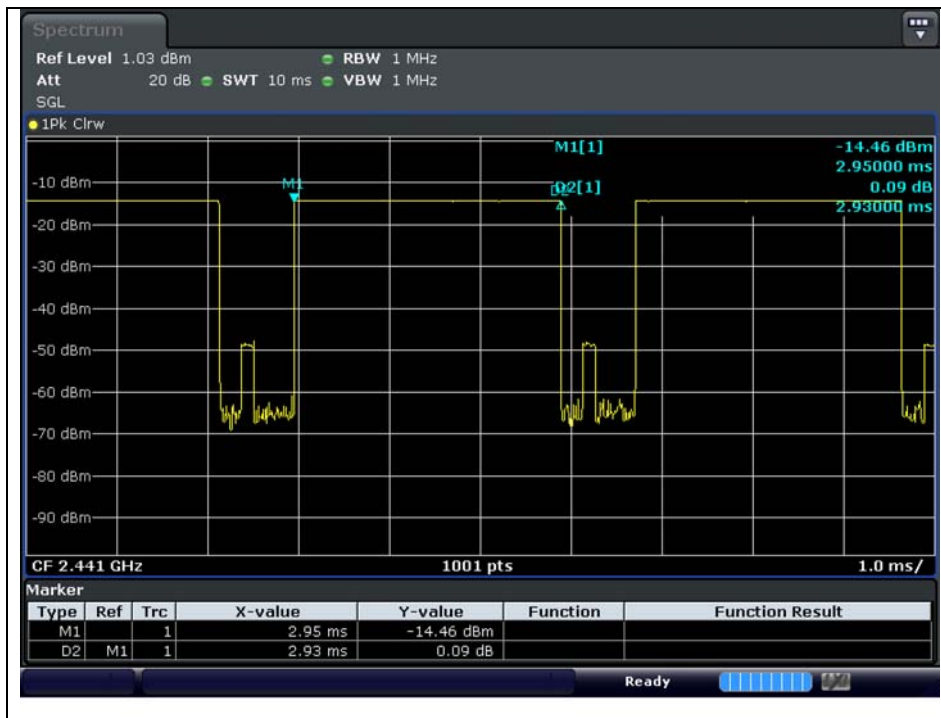 Spectrum
Ref Level 1.03 dBm RBW 1 MHz
Att 20 dB SWT 10 ms VBW 1 MHz
SGL
1Pk Clrw
M1[1] -14.46 dBm
2.95000 ms
D2[1] 0.09 dB
2.93000 ms
M1
-10 dBm
-20 dBm
-30 dBm
-40 dBm
-50 dBm
-60 dBm
-70 dBm
-80 dBm
-90 dBm
CF 2.441 GHz 1001 pts 1.0 ms/
Marker
Type Ref Trc X-value Y-value Function Function Result
M1 1 2.95 ms -14.46 dBm
D2 M1 1 2.93 ms 0.09 dB
Ready